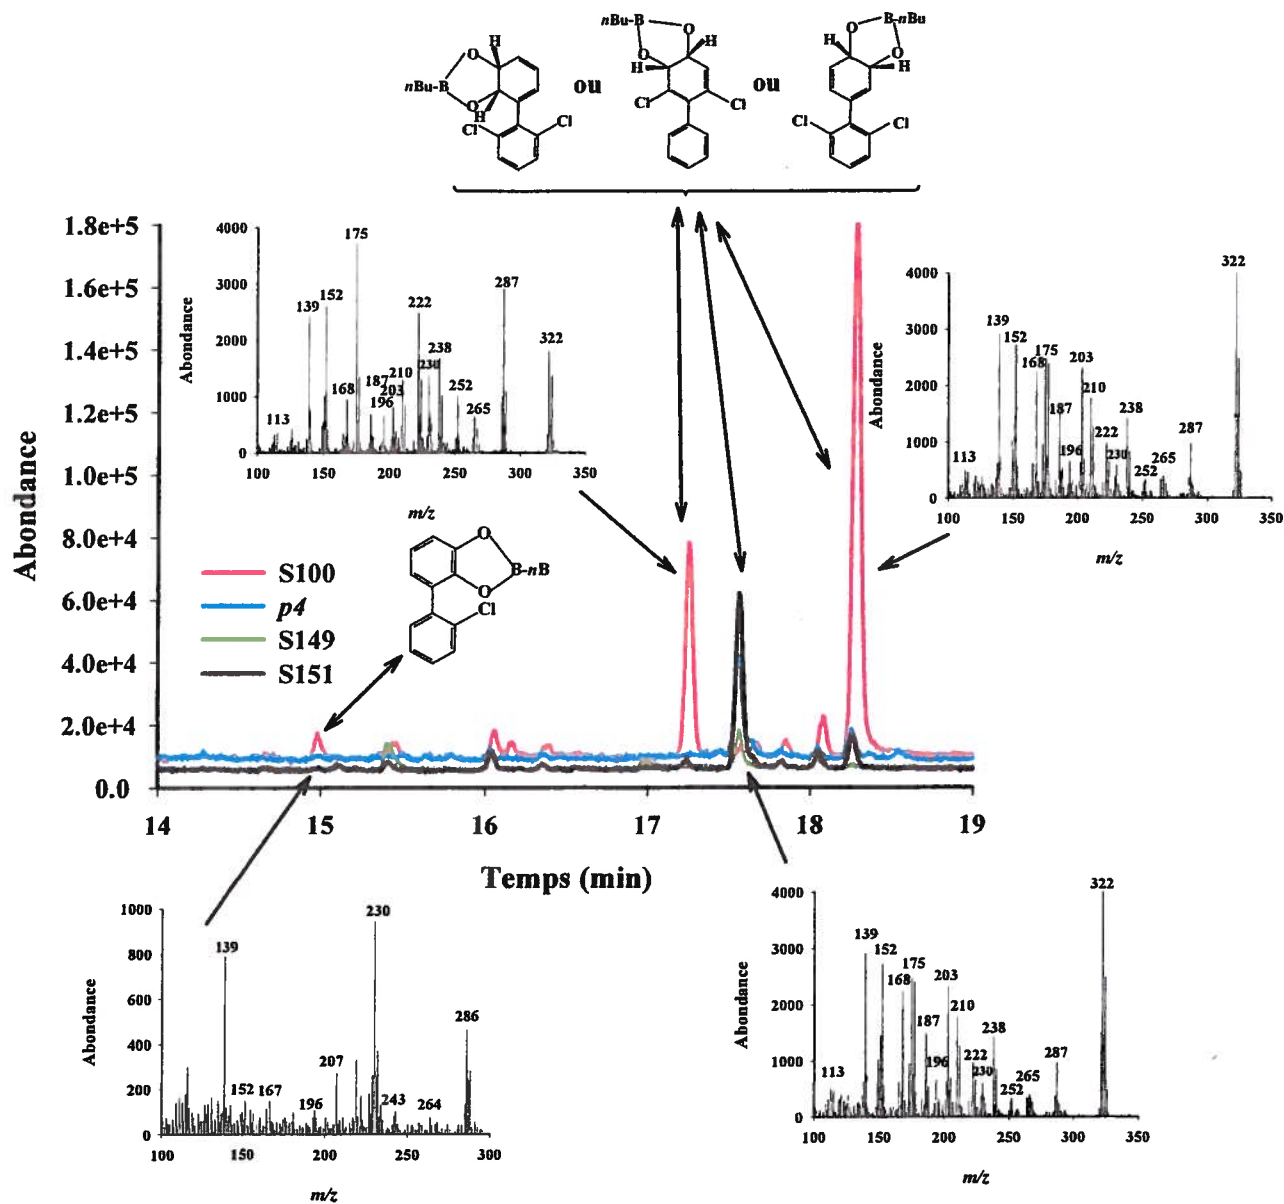 nBu-B
O
O
H
H
Cl
Cl
ou
nBu-B
O
O
H
H
Cl
Cl
ou
B-nBu
O
O
H
H
Cl
Cl
Abondance
1.8e+5
1.6e+5
1.4e+5
1.2e+5
1.0e+5
8.0e+4
6.0e+4
4.0e+4
2.0e+4
0.0
14
15
16
17
18
19
Temps (min)
S100
p4
S149
S151
O
O
B-nB
Cl
Abondance
4000
3000
2000
1000
0
113
139
152
168
175
187
196
203
210
222
230
238
252
265
287
322
100
150
200
250
300
350
m/z
Abondance
4000
3000
2000
1000
0
113
139
152
168
175
187
196
203
210
222
230
238
252
265
287
322
100
150
200
250
300
350
m/z
Abondance
1000
800
600
400
200
0
139
152
167
196
207
230
243
264
286
100
150
200
250
300
m/z
Abondance
4000
3000
2000
1000
0
113
139
152
168
175
187
196
203
210
222
230
238
252
265
287
322
100
150
200
250
300
350
m/z